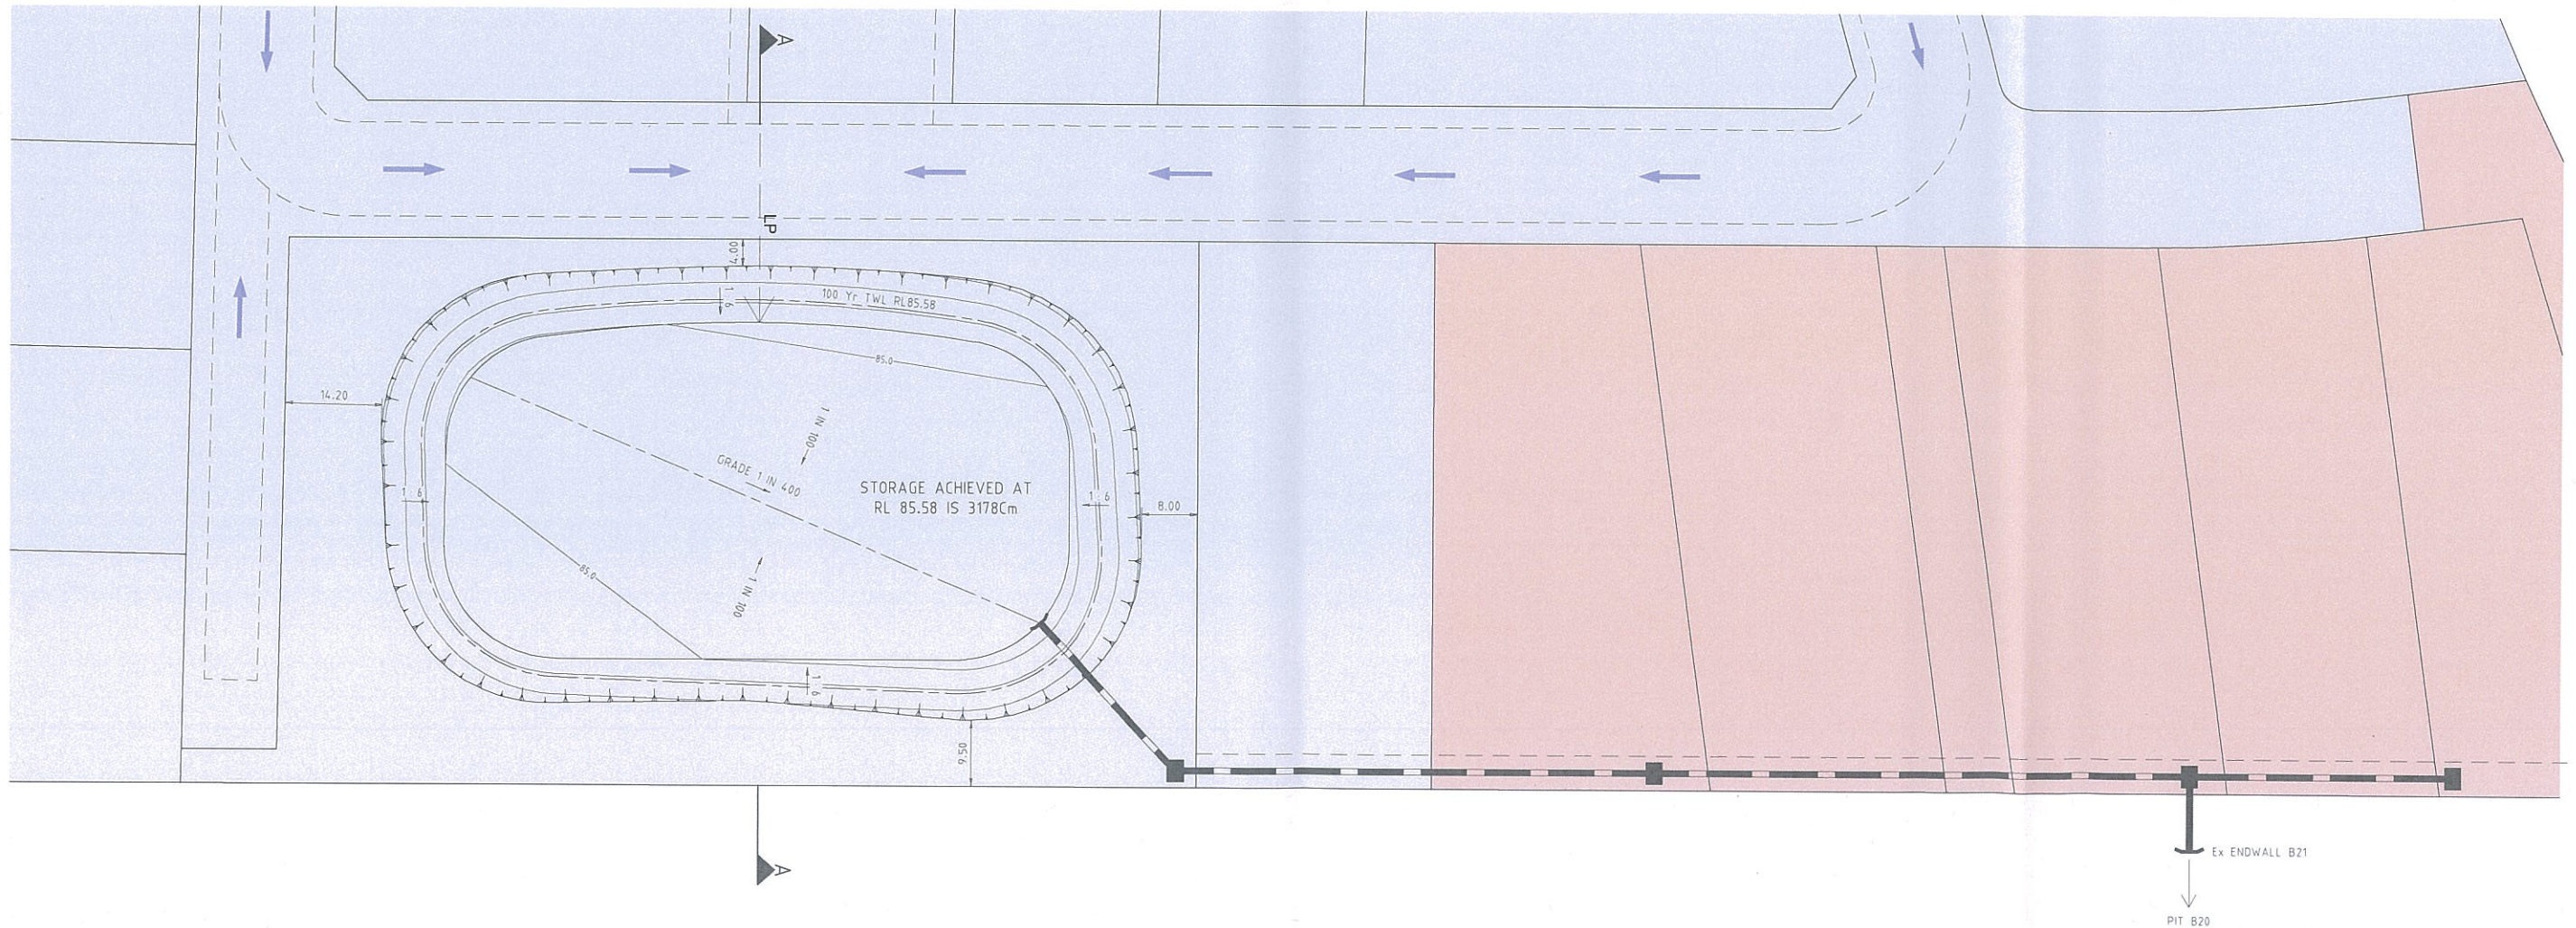 A
LP
4.00
1 : 6
100 Yr TWL RL85.58
85.0
14.20
1 IN 100
GRADE 1 IN 400
STORAGE ACHIEVED AT
RL 85.58 IS 3178Cm
1 : 6
1 : 6
8.00
85.0
1 IN 100
1 : 6
9.50
A
Ex ENDWALL B21
PIT B20